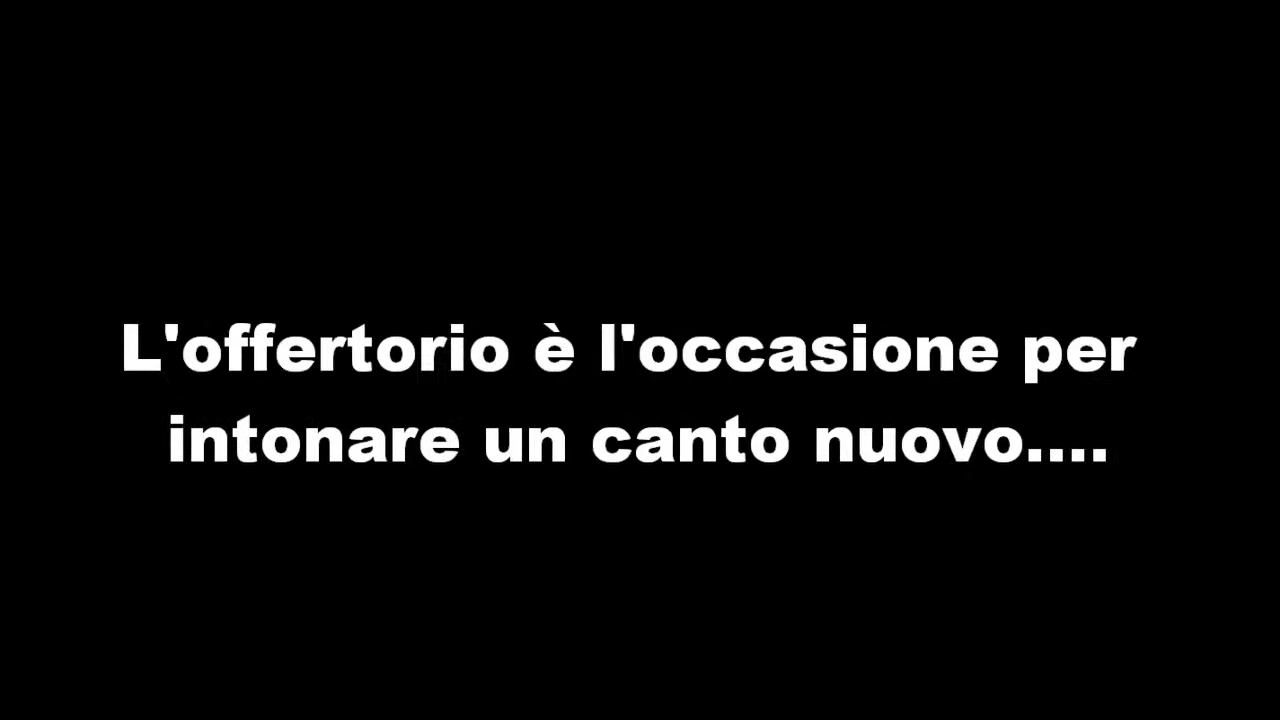 L'offertorio è l'occasione per
intonare un canto nuovo....